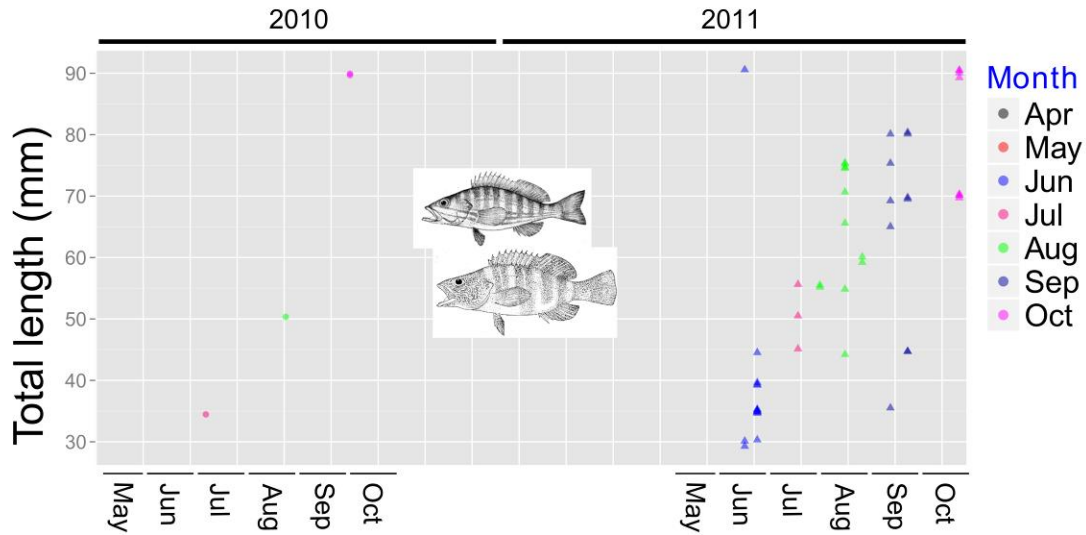 2010 2011
Total length (mm)
90
80
70
60
50
40
30
May Jun Jul Aug Sep Oct May Jun Jul Aug Sep Oct
Month
Apr
May
Jun
Jul
Aug
Sep
Oct